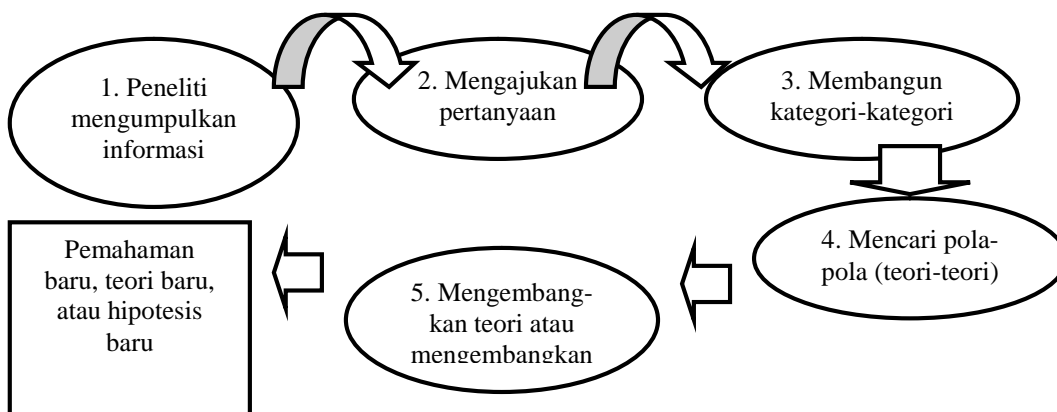 1. Peneliti
mengumpulkan
informasi
2. Mengajukan
pertanyaan
3. Membangun
kategori-kategori
4. Mencari pola-
pola (teori-teori)
5. Mengembang-
kan teori atau
mengembangkan
Pemahaman
baru, teori baru,
atau hipotesis
baru